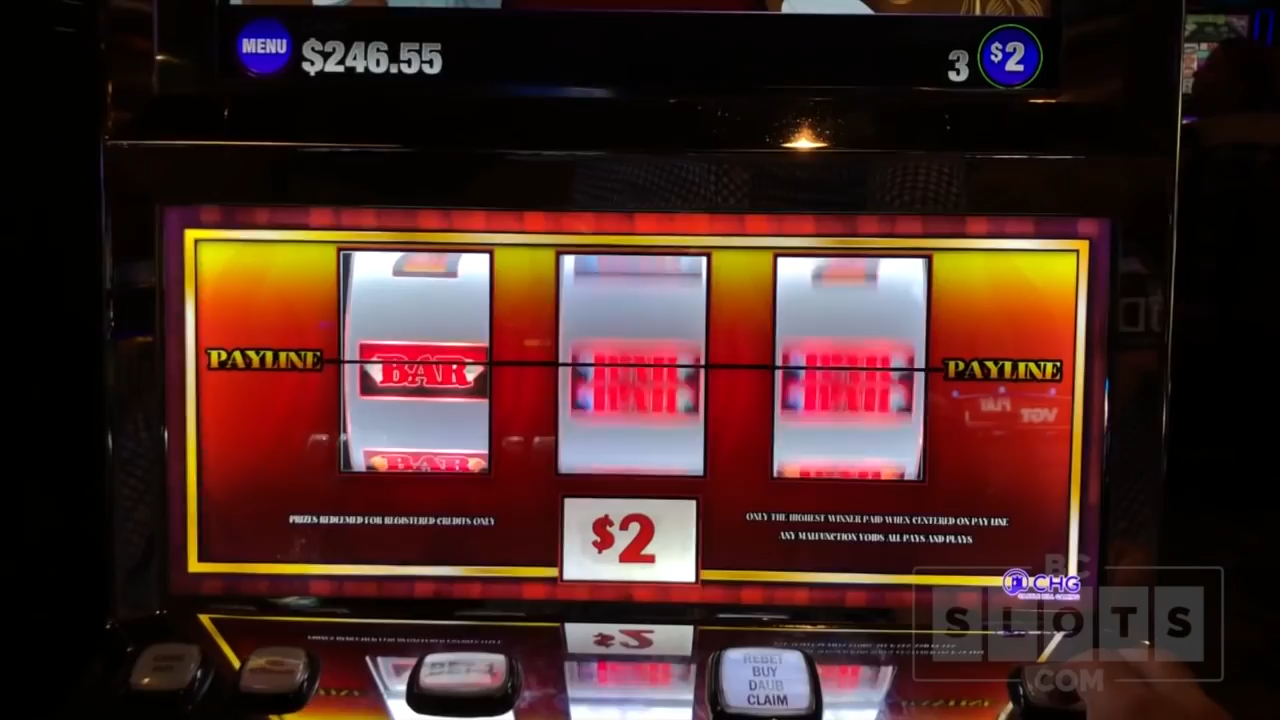 MENU $246.55 3 $2
PAYLINE BAR PAYLINE
BAR
PRIZES REDEEMED FOR REGISTERED CREDITS ONLY
$2
ONLY THE HIGHEST WINNER PAID WHEN CENTERED ON PAY LINE
ANY MALFUNCTION VOIDS ALL PAYS AND PLAYS
CHG
BC
SLOTS
.COM
BET 1
REBET
BUY
DAUB
CLAIM